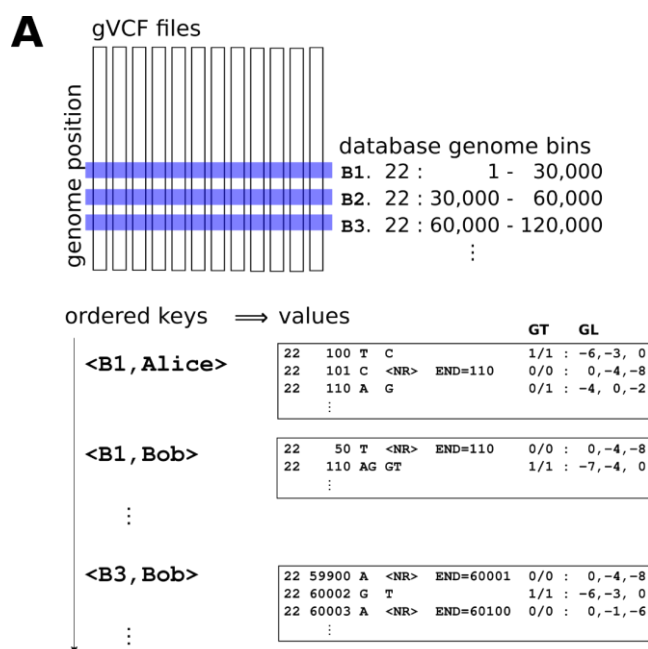 A
gVCF files
genome position
database genome bins
B1. 22 : 1 - 30,000
B2. 22 : 30,000 - 60,000
B3. 22 : 60,000 - 120,000
⋮
ordered keys ⟹ values
GT GL
<B1,Alice>
22 100 T C 1/1 : -6,-3, 0
22 101 C <NR> END=110 0/0 : 0,-4,-8
22 110 A G 0/1 : -4, 0,-2
⋮
<B1,Bob>
22 50 T <NR> END=110 0/0 : 0,-4,-8
22 110 AG GT 1/1 : -7,-4, 0
⋮
⋮
<B3,Bob>
22 59900 A <NR> END=60001 0/0 : 0,-4,-8
22 60002 G T 1/1 : -6,-3, 0
22 60003 A <NR> END=60100 0/0 : 0,-1,-6
⋮
⋮